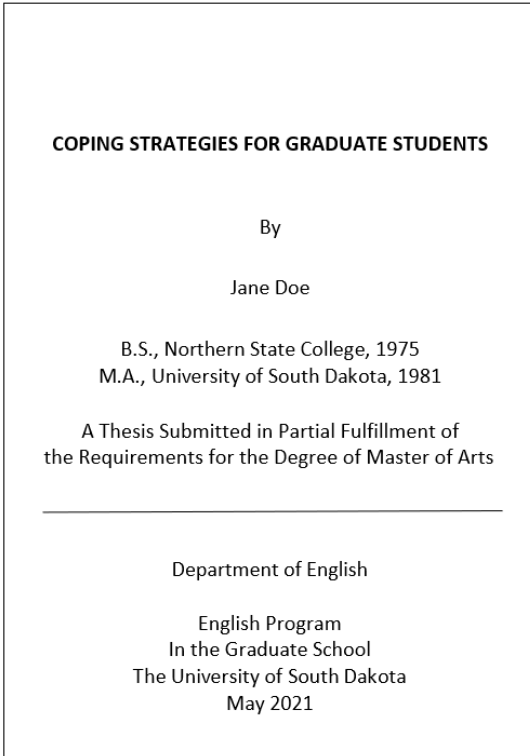 COPING STRATEGIES FOR GRADUATE STUDENTS
By
Jane Doe
B.S., Northern State College, 1975
M.A., University of South Dakota, 1981
A Thesis Submitted in Partial Fulfillment of
the Requirements for the Degree of Master of Arts
Department of English
English Program
In the Graduate School
The University of South Dakota
May 2021